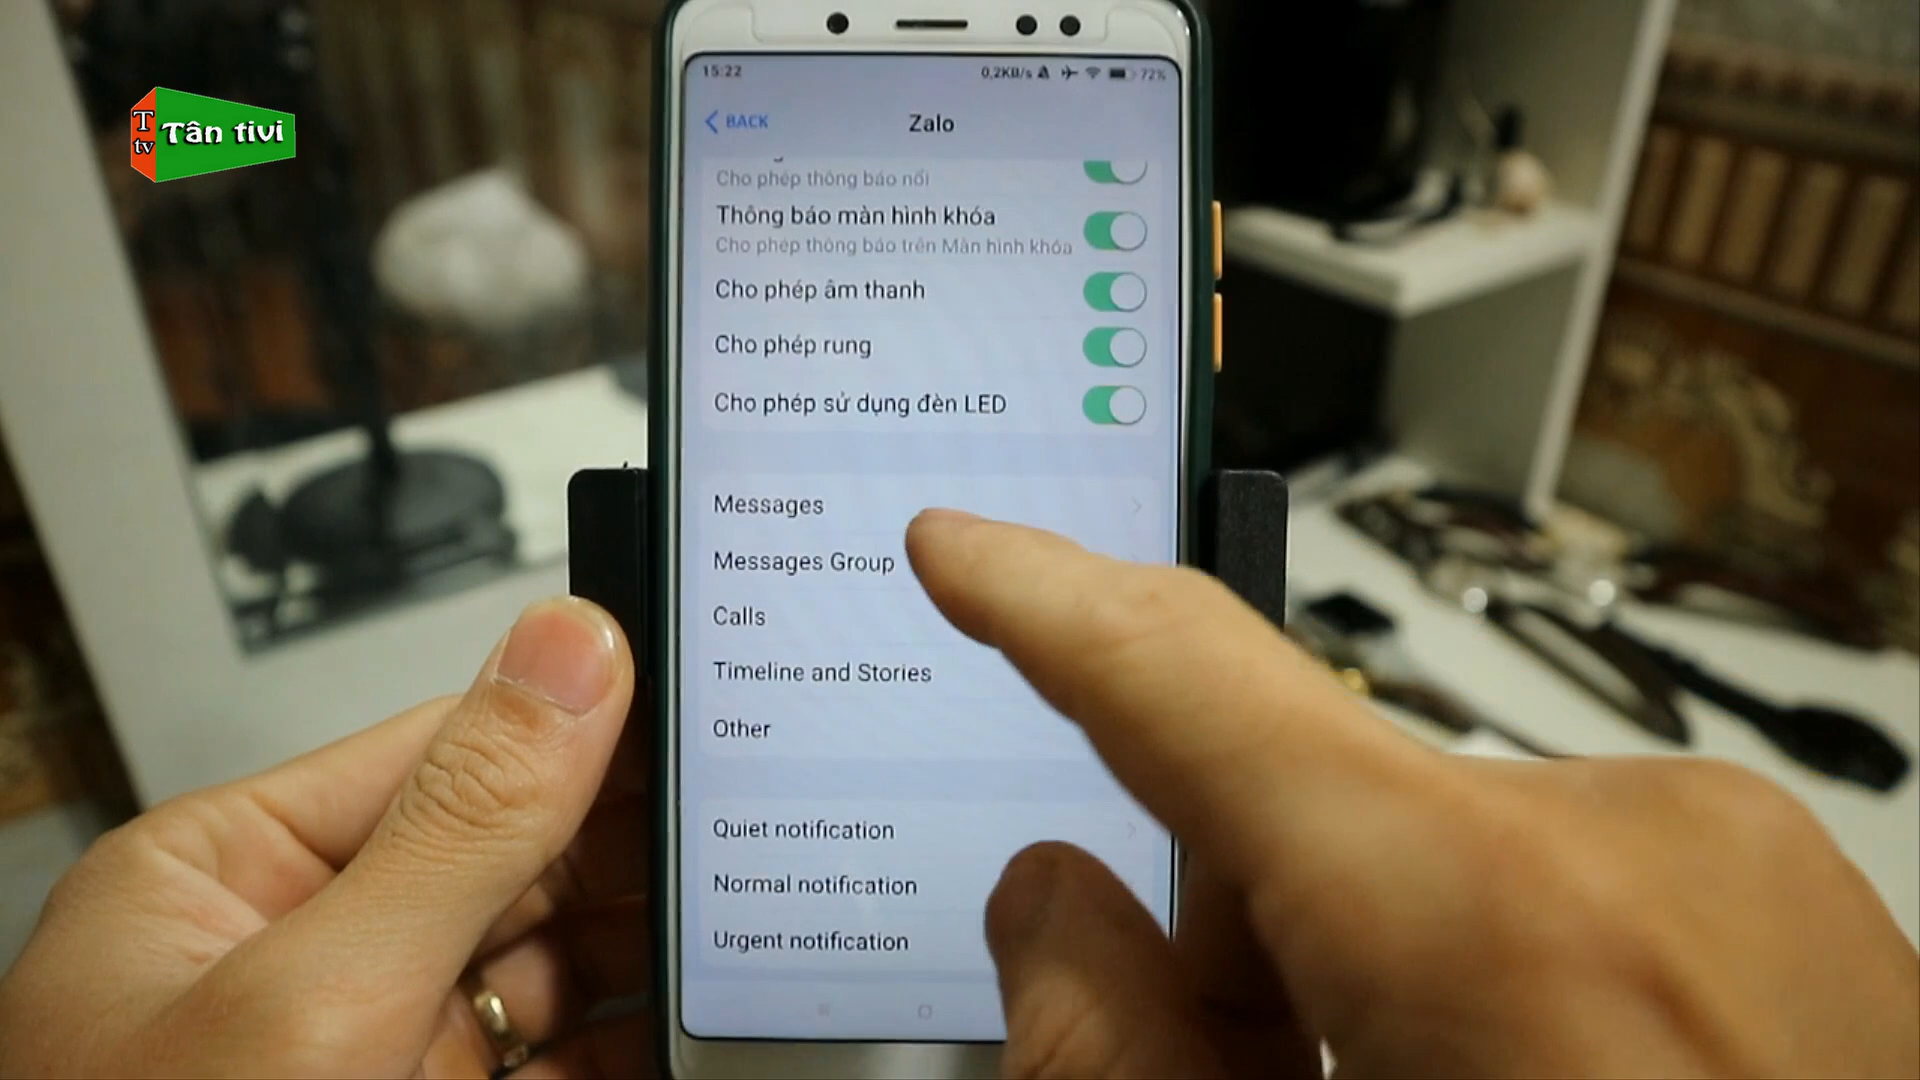 T
tv
Tân tivi
15:22
0,2KB/s
72%
BACK
Zalo
Cho phép thông báo nổi
Thông báo màn hình khóa
Cho phép thông báo trên Màn hình khóa
Cho phép âm thanh
Cho phép rung
Cho phép sử dụng đèn LED
Messages
Messages Group
Calls
Timeline and Stories
Other
Quiet notification
Normal notification
Urgent notification